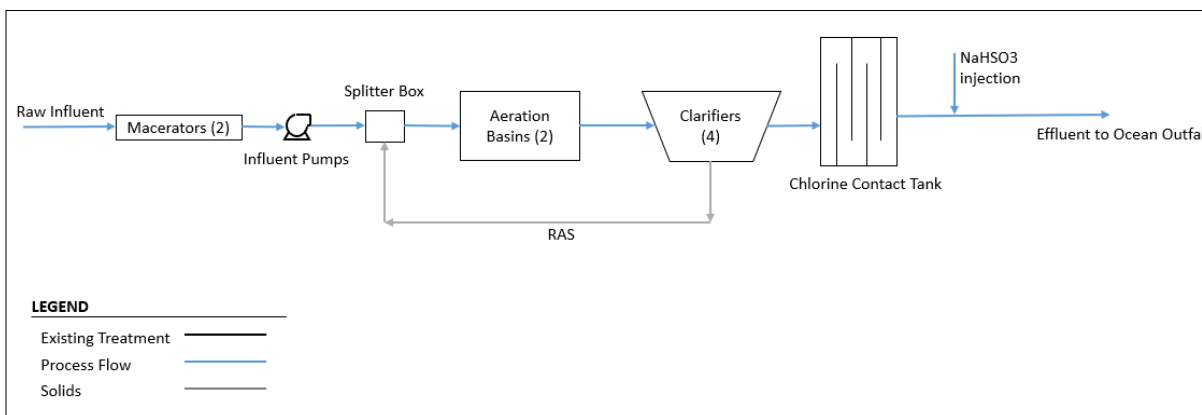 Raw Influent
Macerators (2)
Influent Pumps
Splitter Box
Aeration
Basins (2)
Clarifiers
(4)
RAS
Chlorine Contact Tank
NaHSO3
injection
Effluent to Ocean Outfa
LEGEND
Existing Treatment
Process Flow
Solids